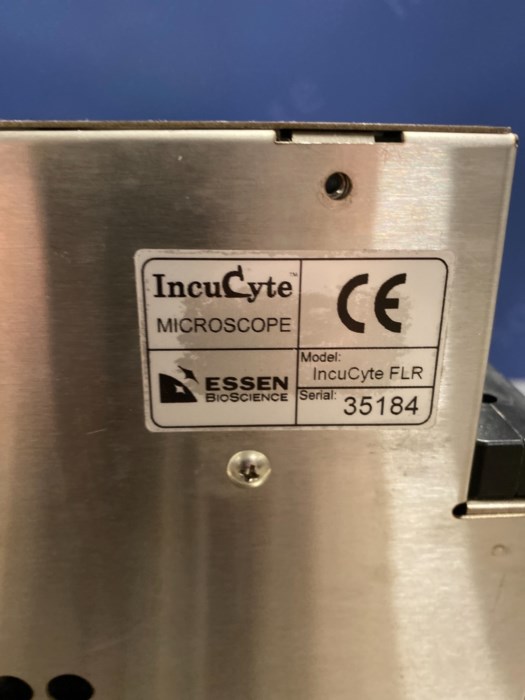 IncuCyte™
MICROSCOPE
CE
ESSEN
BIOSCIENCE
Model:
IncuCyte FLR
Serial: 35184